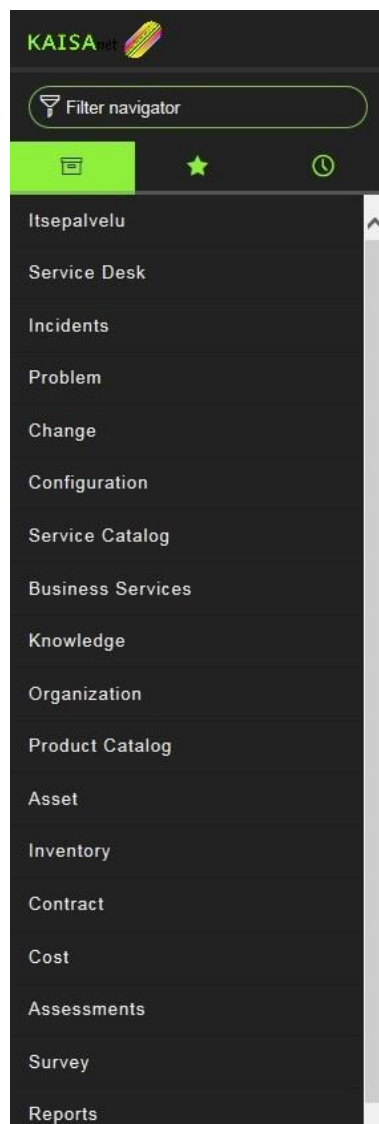 KAISAnet
Filter navigator
Itsepalvelu
Service Desk
Incidents
Problem
Change
Configuration
Service Catalog
Business Services
Knowledge
Organization
Product Catalog
Asset
Inventory
Contract
Cost
Assessments
Survey
Reports